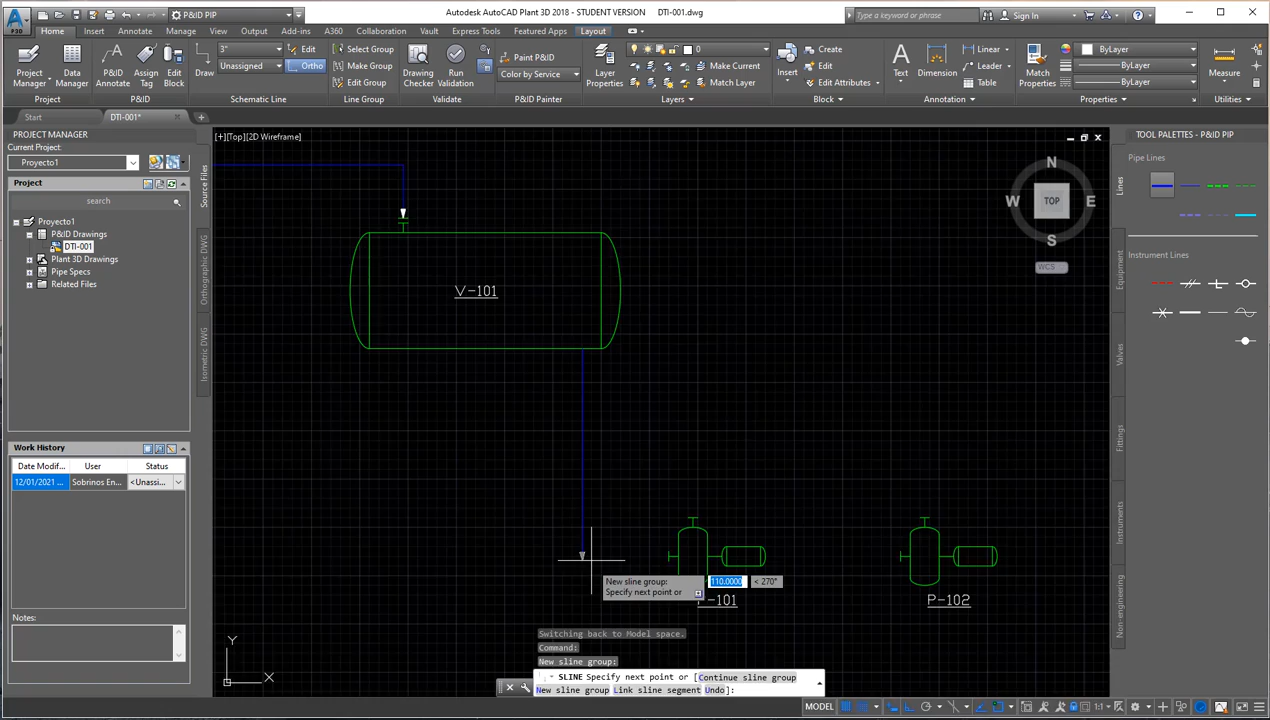 P&ID PIP
Autodesk AutoCAD Plant 3D 2018 - STUDENT VERSION DTI-001.dwg
Type a keyword or phrase
Sign In
P3D
Home Insert Annotate Manage View Output Add-ins A360 Collaboration Vault Express Tools Featured Apps Layout
Project Manager
Data Manager
P&ID Annotate
Assign Tag
Edit Block
Draw
3"
Unassigned
Edit
Ortho
Select Group
Make Group
Edit Group
Drawing Checker
Run Validation
Paint P&ID
Color by Service
Layer Properties
0
Make Current
Match Layer
Insert
Create
Edit
Edit Attributes
Text
Dimension
Linear
Leader
Table
Match Properties
ByLayer
ByLayer
ByLayer
Measure
Project P&ID Schematic Line Line Group Validate P&ID Painter Layers Block Annotation Properties Utilities
Start DTI-001*
PROJECT MANAGER
Current Project:
Proyecto1
Project
search
Proyecto1
P&ID Drawings
DTI-001
Plant 3D Drawings
Pipe Specs
Related Files
Source Files
Orthographic DWG
Isometric DWG
Work History
Date Modif... User Status
12/01/2021 ... Sobrinos En... <Unassi...
Notes:
[+][Top][2D Wireframe]
V-101
N
W TOP E
S
WCS
New sline group:
Specify next point or
110.0000 < 270°
-101
P-102
Y
X
Switching back to Model space.
Command:
New sline group:
SLINE Specify next point or [Continue sline group
New sline group Link sline segment Undo]:
TOOL PALETTES - P&ID PIP
Pipe Lines
Instrument Lines
Lines
Equipment
Valves
Fittings
Instruments
Non-engineering
MODEL
1:1